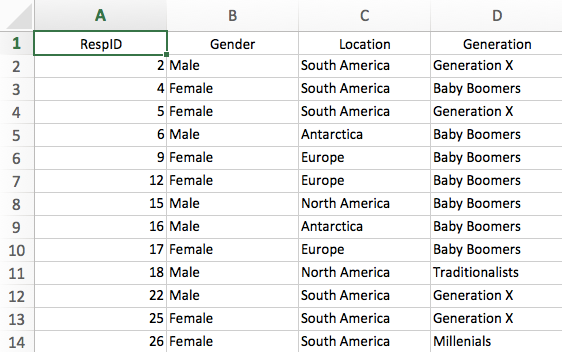 A B C D
1 RespID Gender Location Generation
2 2 Male South America Generation X
3 4 Female South America Baby Boomers
4 5 Female South America Generation X
5 6 Male Antarctica Baby Boomers
6 9 Female Europe Baby Boomers
7 12 Female Europe Baby Boomers
8 15 Male North America Baby Boomers
9 16 Male Antarctica Baby Boomers
10 17 Female Europe Baby Boomers
11 18 Male North America Traditionalists
12 22 Male South America Generation X
13 25 Female South America Generation X
14 26 Female South America Millenials